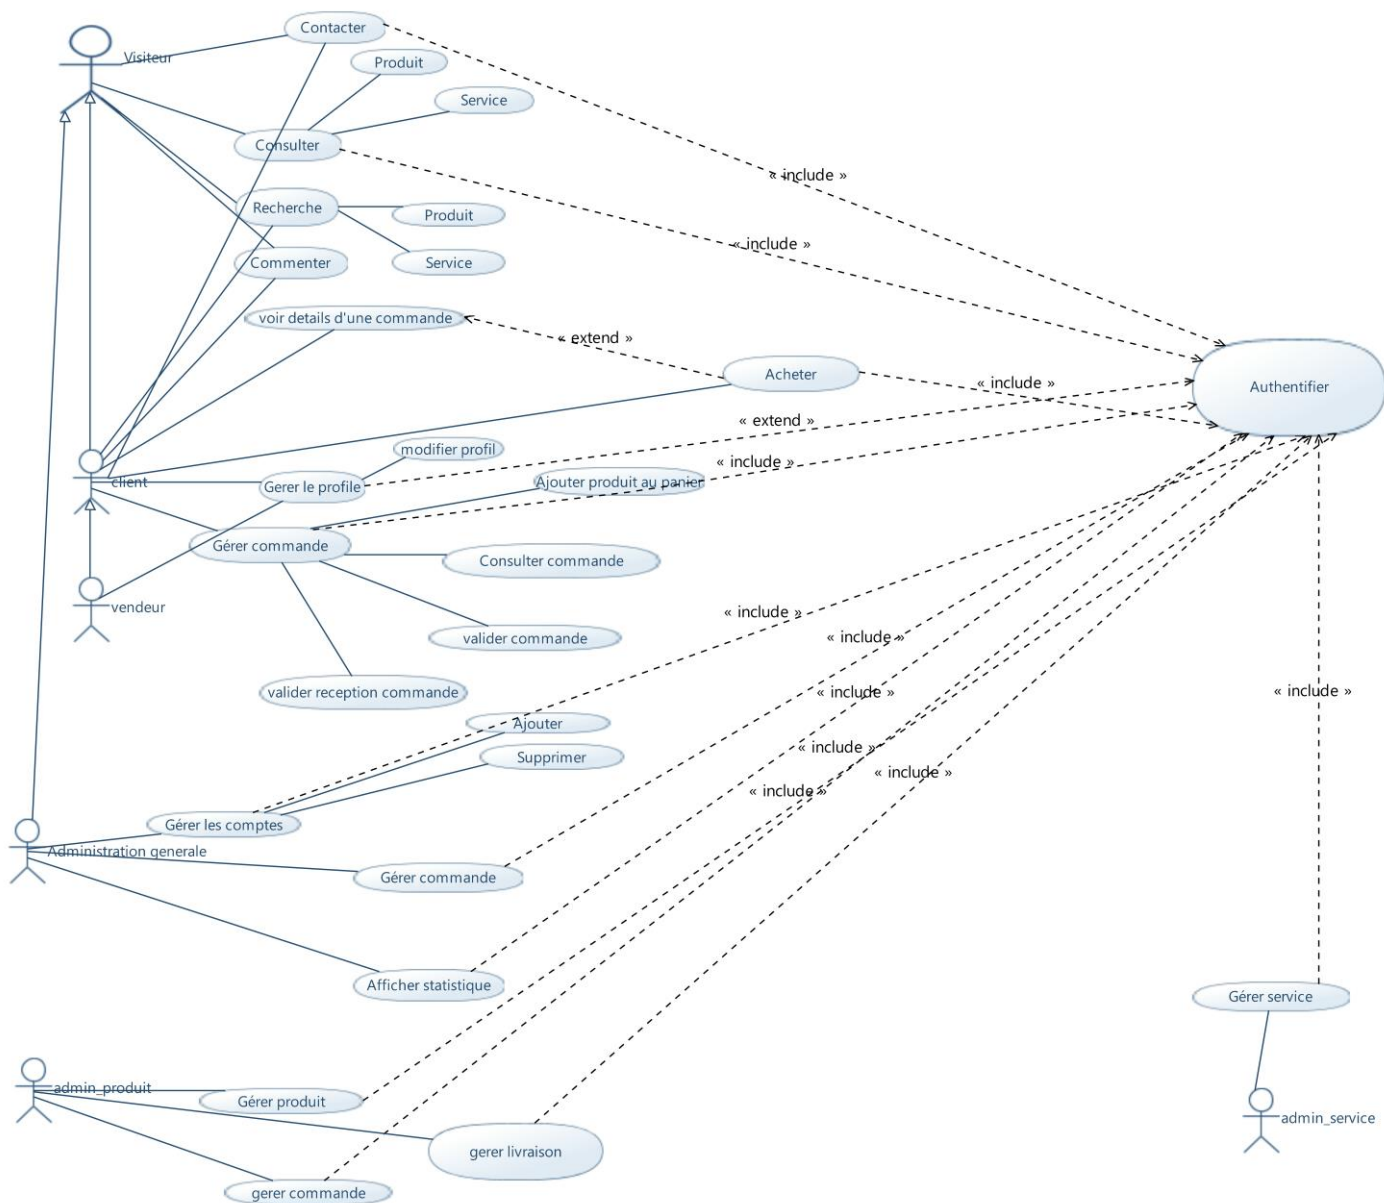 Contacter
Visiteur
Produit
Service
Consulter
« include »
Recherche
Produit
« include »
Commenter
Service
voir details d'une commande
« extend »
Acheter
« include »
Authentifier
« extend »
modifier profil
« include »
client
Gerer le profile
Ajouter produit au panier
Gérer commande
Consulter commande
vendeur
« include »
valider commande
« include »
valider reception commande
« include »
« include »
Ajouter
« include »
Supprimer
« include »
« include »
Gérer les comptes
Administration generale
Gérer commande
Afficher statistique
Gérer service
admin_produit
Gérer produit
admin_service
gerer livraison
gerer commande